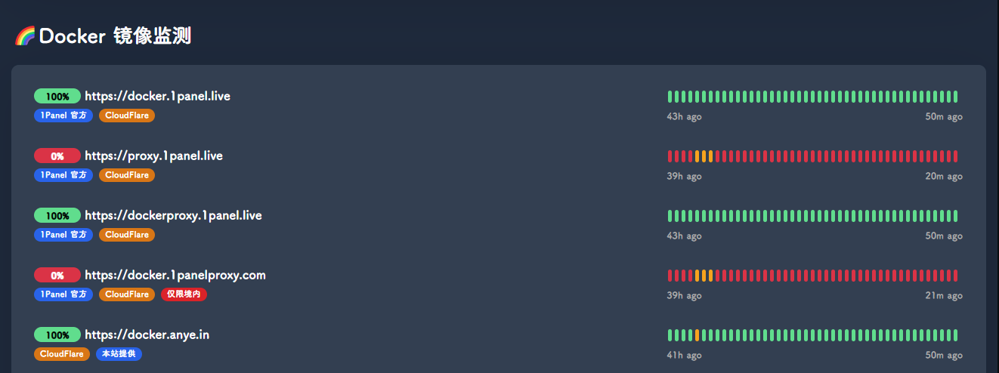 🌈Docker 镜像监测
100% https://docker.1panel.live
1Panel 官方 CloudFlare
43h ago 50m ago
0% https://proxy.1panel.live
1Panel 官方 CloudFlare
39h ago 20m ago
100% https://dockerproxy.1panel.live
1Panel 官方 CloudFlare
43h ago 50m ago
0% https://docker.1panelproxy.com
1Panel 官方 CloudFlare 仅限境内
39h ago 21m ago
100% https://docker.anye.in
CloudFlare 本站提供
41h ago 50m ago